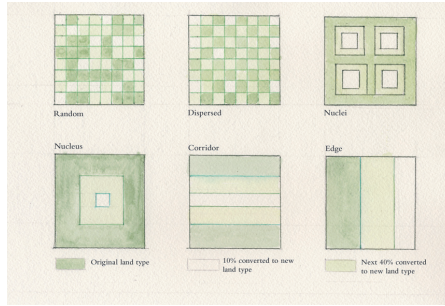 Random
Dispersed
Nuclei
Nucleus
Corridor
Edge
Original land type
10% converted to new
land type
Next 40% converted
to new land type